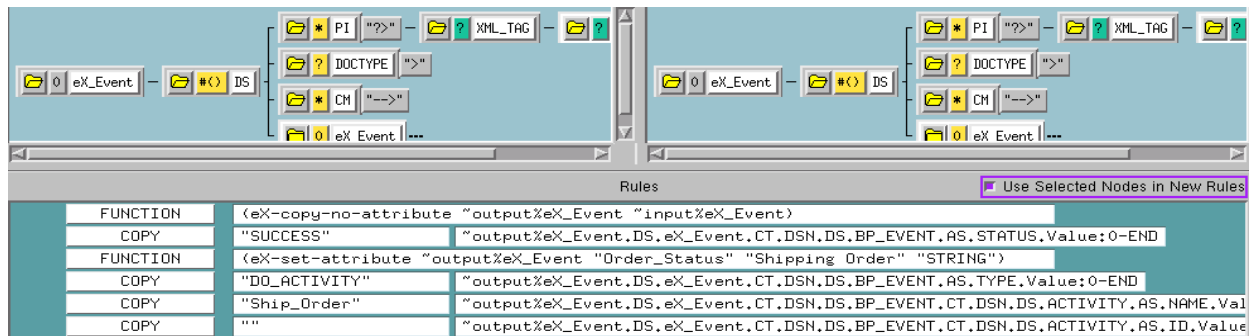 * PI "?>" ? XML_TAG ?
0 eX_Event #() DS
? DOCTYPE ">"
* CM "-->"
0 eX_Event ---
* PI "?>" ? XML_TAG ?
0 eX_Event #() DS
? DOCTYPE ">"
* CM "-->"
0 eX_Event ---
Rules Use Selected Nodes in New Rules
FUNCTION (eX-copy-no-attribute ~output%eX_Event ~input%eX_Event)
COPY "SUCCESS" ~output%eX_Event.DS.eX_Event.CT.DSN.DS.BP_EVENT.AS.STATUS.Value:0-END
FUNCTION (eX-set-attribute ~output%eX_Event "Order_Status" "Shipping Order" "STRING")
COPY "DO_ACTIVITY" ~output%eX_Event.DS.eX_Event.CT.DSN.DS.BP_EVENT.AS.TYPE.Value:0-END
COPY "Ship_Order" ~output%eX_Event.DS.eX_Event.CT.DSN.DS.BP_EVENT.CT.DSN.DS.ACTIVITY.AS.NAME.Val
COPY "" ~output%eX_Event.DS.eX_Event.CT.DSN.DS.BP_EVENT.CT.DSN.DS.ACTIVITY.AS.ID.Value